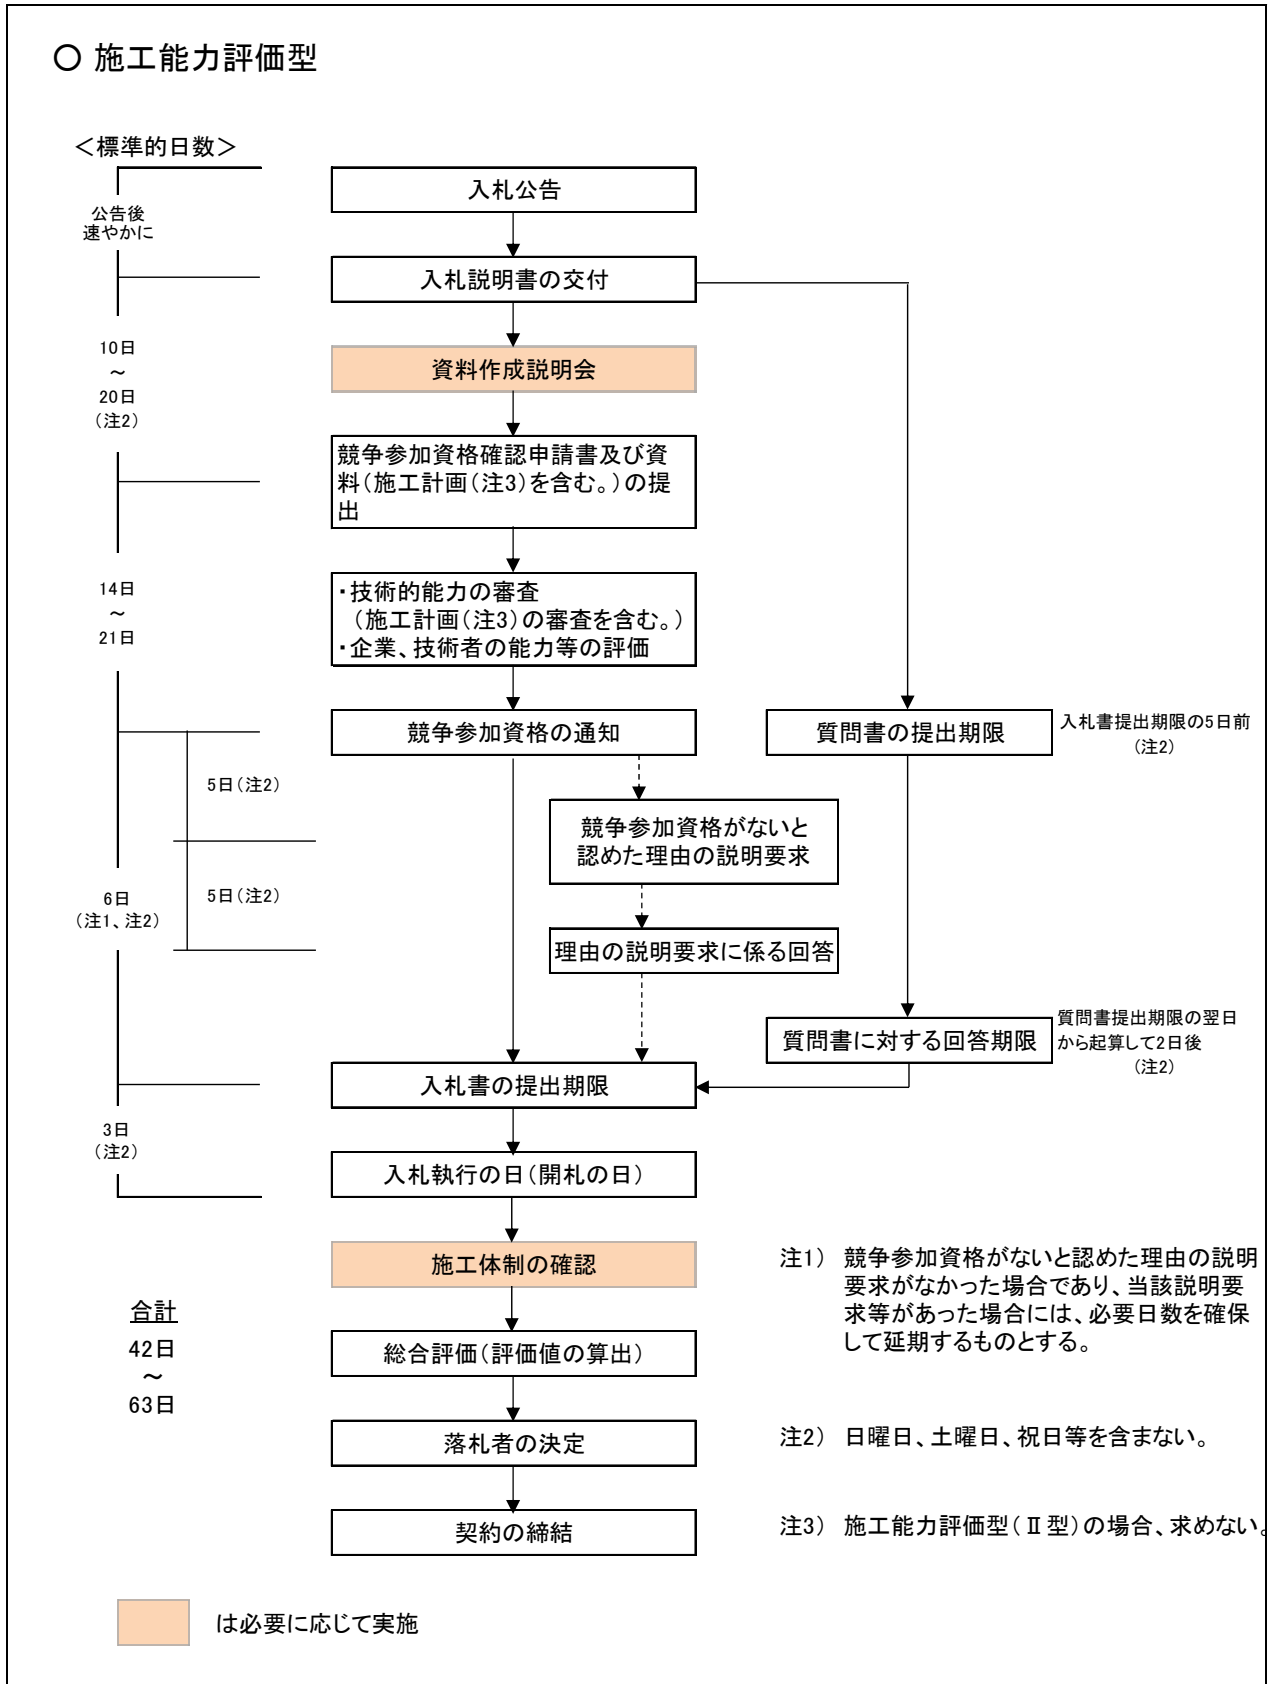 ○ 施工能力評価型
＜標準的日数＞
入札公告
公告後
速やかに
入札説明書の交付
10日
～
20日
（注2）
資料作成説明会
競争参加資格確認申請書及び資
料（施工計画（注3）を含む。）の提
出
14日
～
21日
・技術的能力の審査
（施工計画（注3）の審査を含む。）
・企業、技術者の能力等の評価
競争参加資格の通知
質問書の提出期限
入札書提出期限の5日前
（注2）
5日（注2）
競争参加資格がないと
認めた理由の説明要求
6日
（注1、注2）
5日（注2）
理由の説明要求に係る回答
質問書に対する回答期限
質問書提出期限の翌日
から起算して2日後
（注2）
入札書の提出期限
3日
（注2）
入札執行の日（開札の日）
施工体制の確認
合計
42日
～
63日
総合評価（評価値の算出）
落札者の決定
契約の締結
注1） 競争参加資格がないと認めた理由の説明
要求がなかった場合であり、当該説明要
求等があった場合には、必要日数を確保
して延期するものとする。
注2） 日曜日、土曜日、祝日等を含まない。
注3） 施工能力評価型（Ⅱ型）の場合、求めない。
は必要に応じて実施